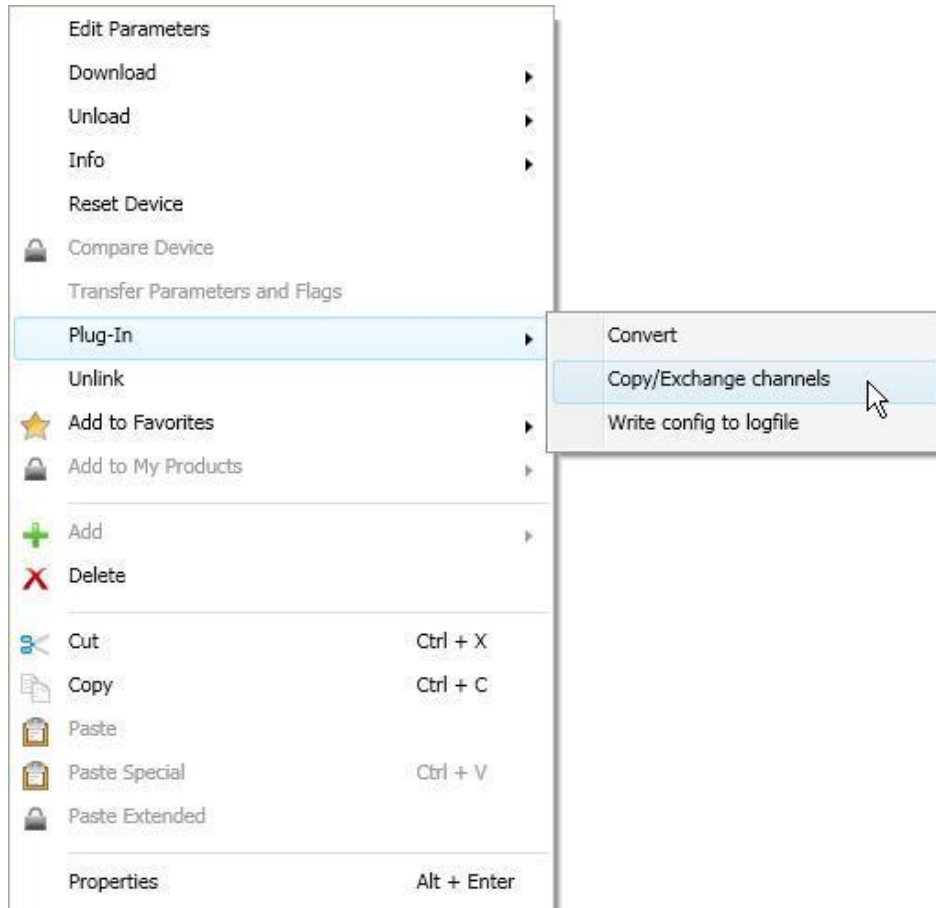 Edit Parameters
Download
Unload
Info
Reset Device
Compare Device
Transfer Parameters and Flags
Plug-In
Convert
Unlink
Copy/Exchange channels
Add to Favorites
Write config to logfile
Add to My Products
Add
Delete
Cut Ctrl + X
Copy Ctrl + C
Paste
Paste Special Ctrl + V
Paste Extended
Properties Alt + Enter